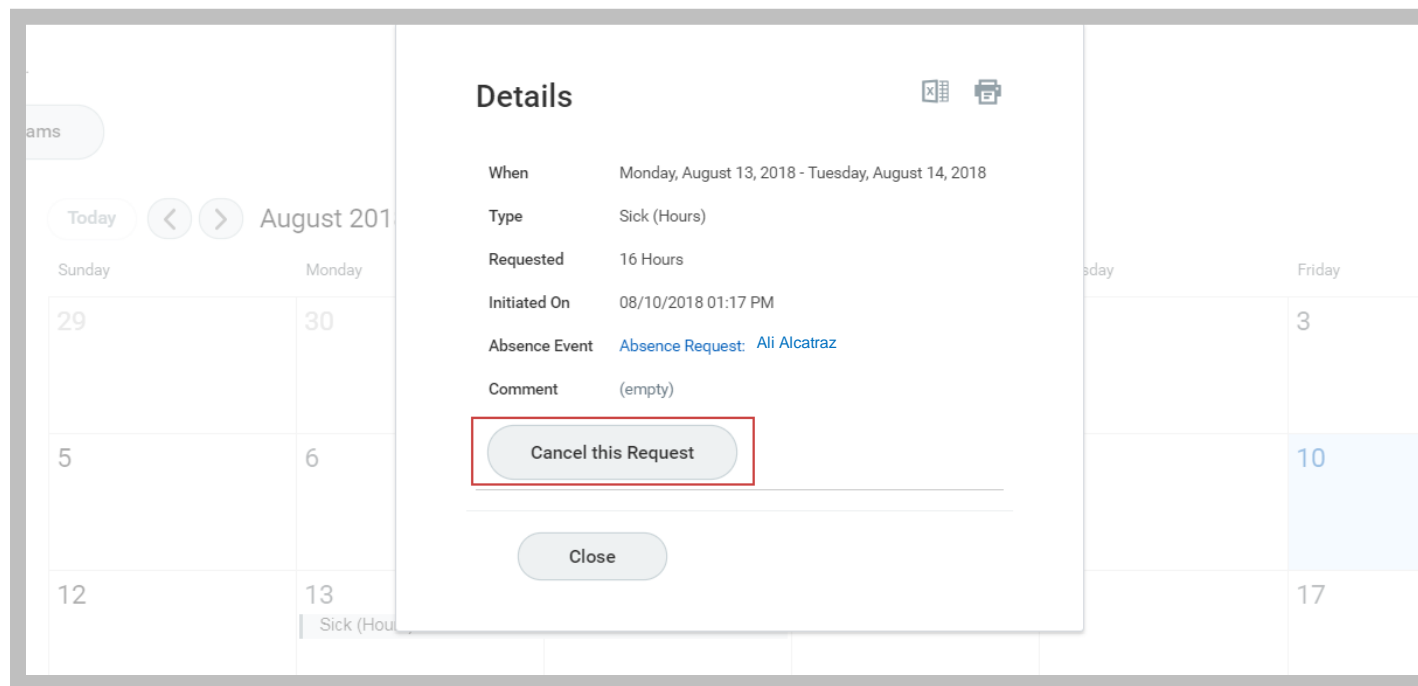 Details
ams
When Monday, August 13, 2018 - Tuesday, August 14, 2018
Type Sick (Hours)
Today August 201
Requested 16 Hours
Sunday Monday sday Friday
Initiated On 08/10/2018 01:17 PM
29 30 3
Absence Event Absence Request: Ali Alcatraz
Comment (empty)
Cancel this Request
5 6 10
Close
12 13 17
Sick (Hou